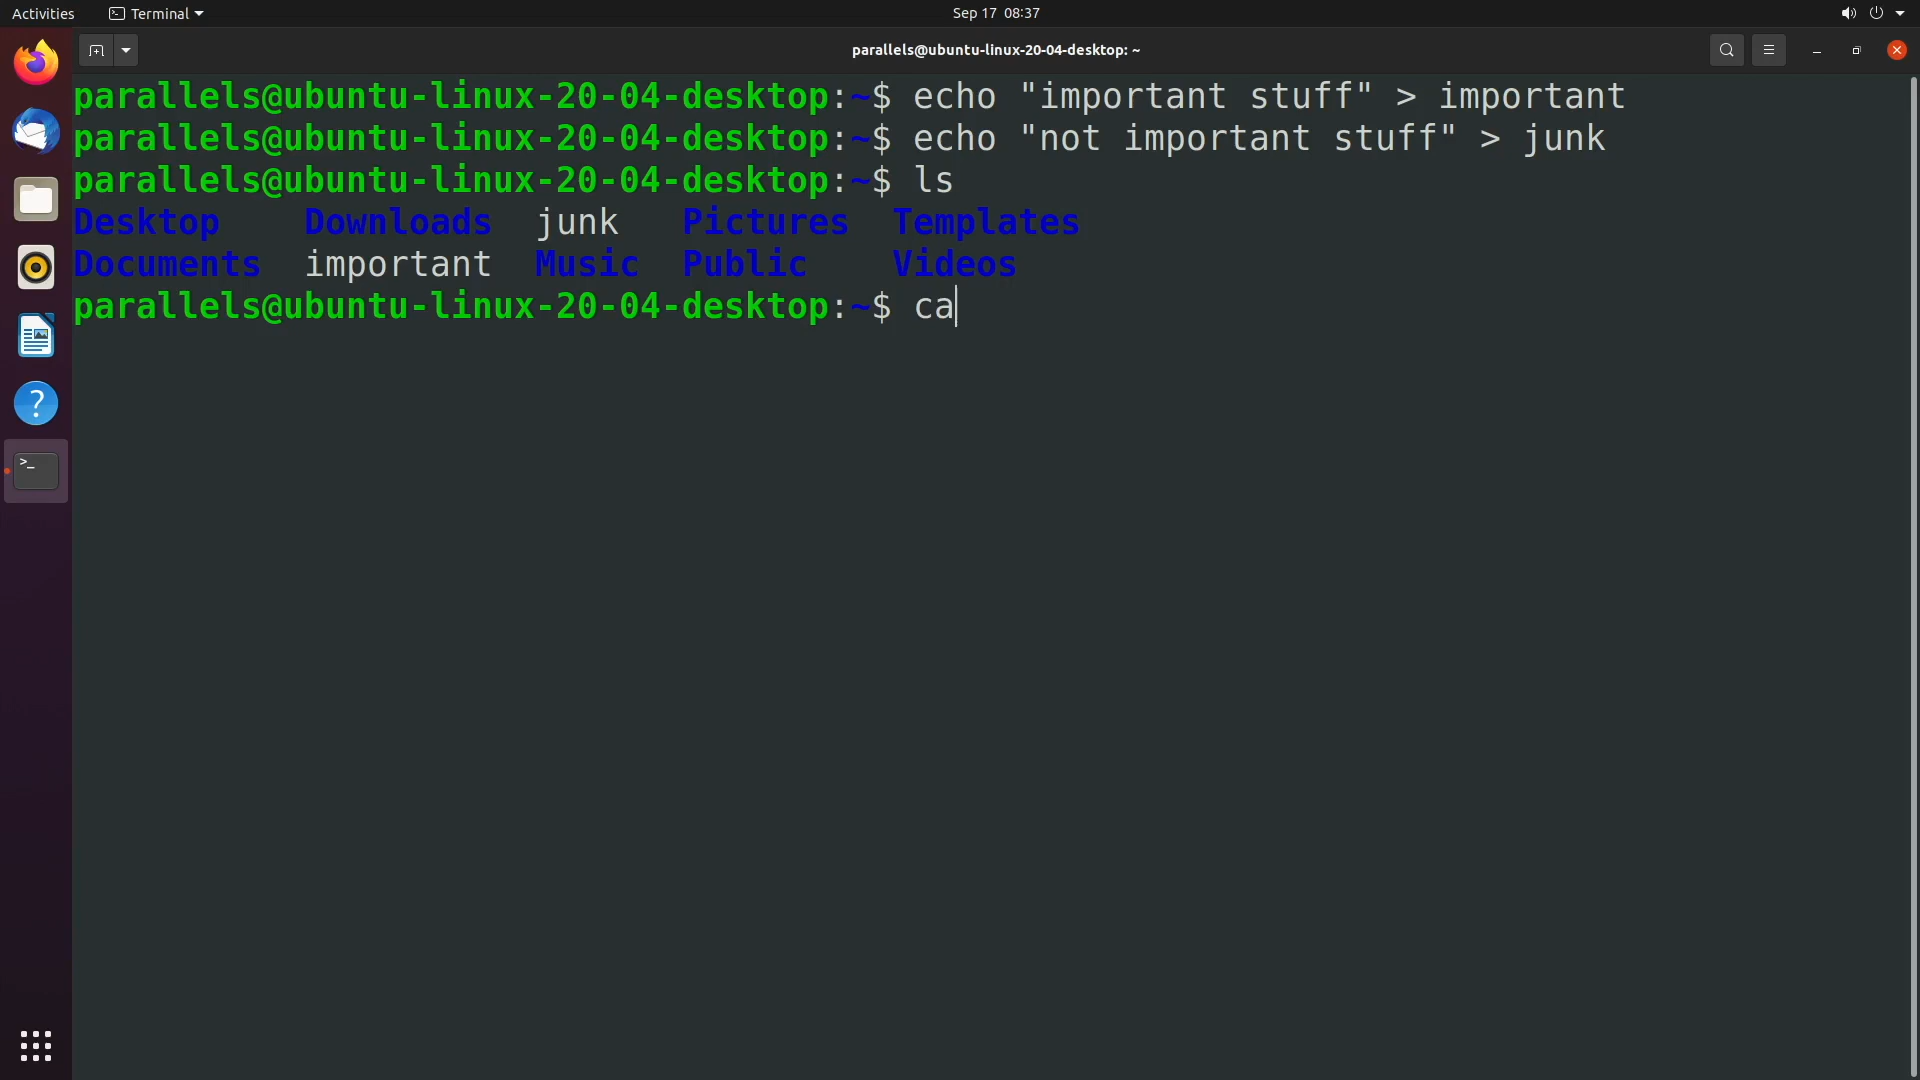 Activities Terminal Sep 17 08:37
parallels@ubuntu-linux-20-04-desktop: ~
parallels@ubuntu-linux-20-04-desktop:~$ echo "important stuff" > important
parallels@ubuntu-linux-20-04-desktop:~$ echo "not important stuff" > junk
parallels@ubuntu-linux-20-04-desktop:~$ ls
Desktop Downloads junk Pictures Templates
Documents important Music Public Videos
parallels@ubuntu-linux-20-04-desktop:~$ ca